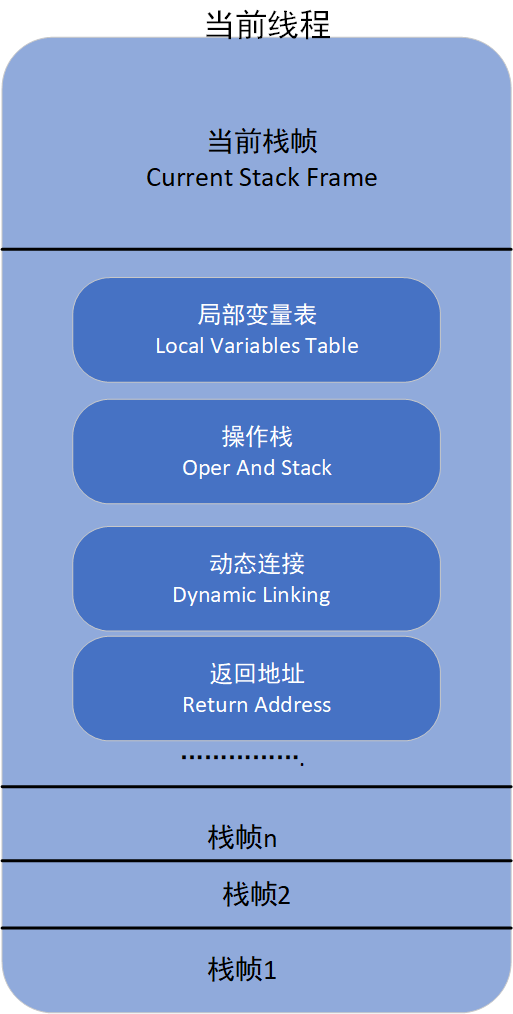 当前线程
当前栈帧
Current Stack Frame
局部变量表
Local Variables Table
操作栈
Oper And Stack
动态连接
Dynamic Linking
返回地址
Return Address
…………….
栈帧n
栈帧2
栈帧1